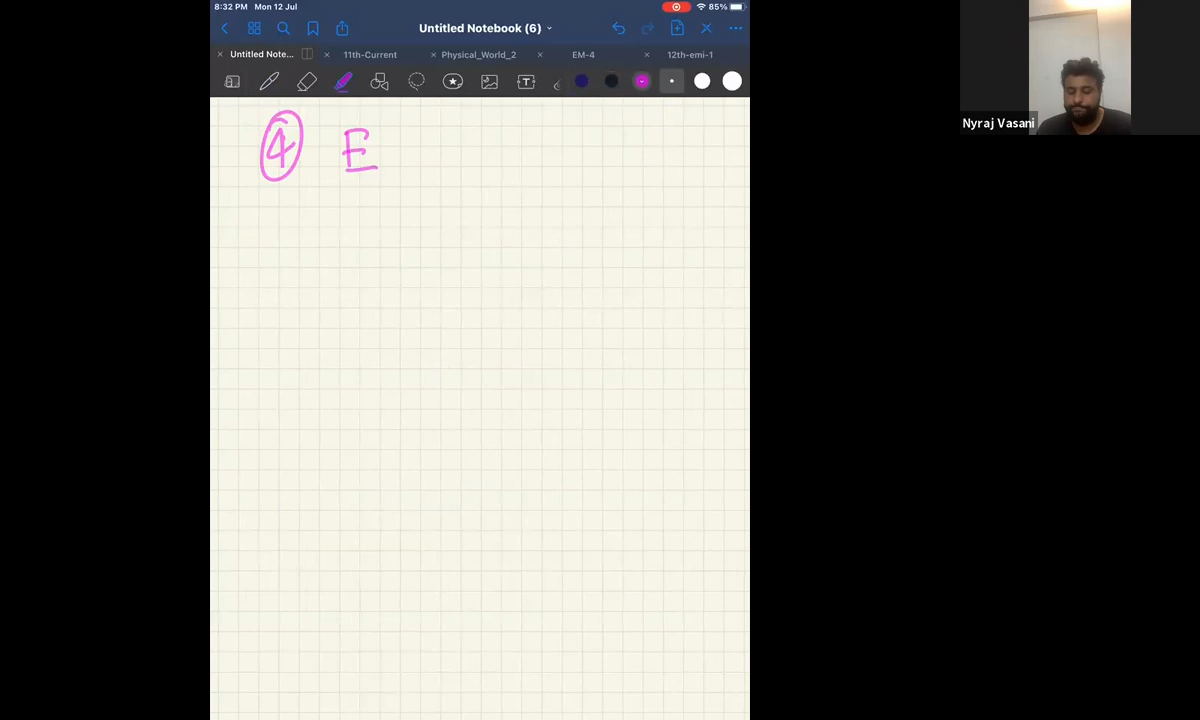 8:32 PM Mon 12 Jul
85%
Untitled Notebook (6)
Untitled Note...
11th-Current
Physical_World_2
EM-4
12th-emi-1
T
4 E
Nyraj Vasani